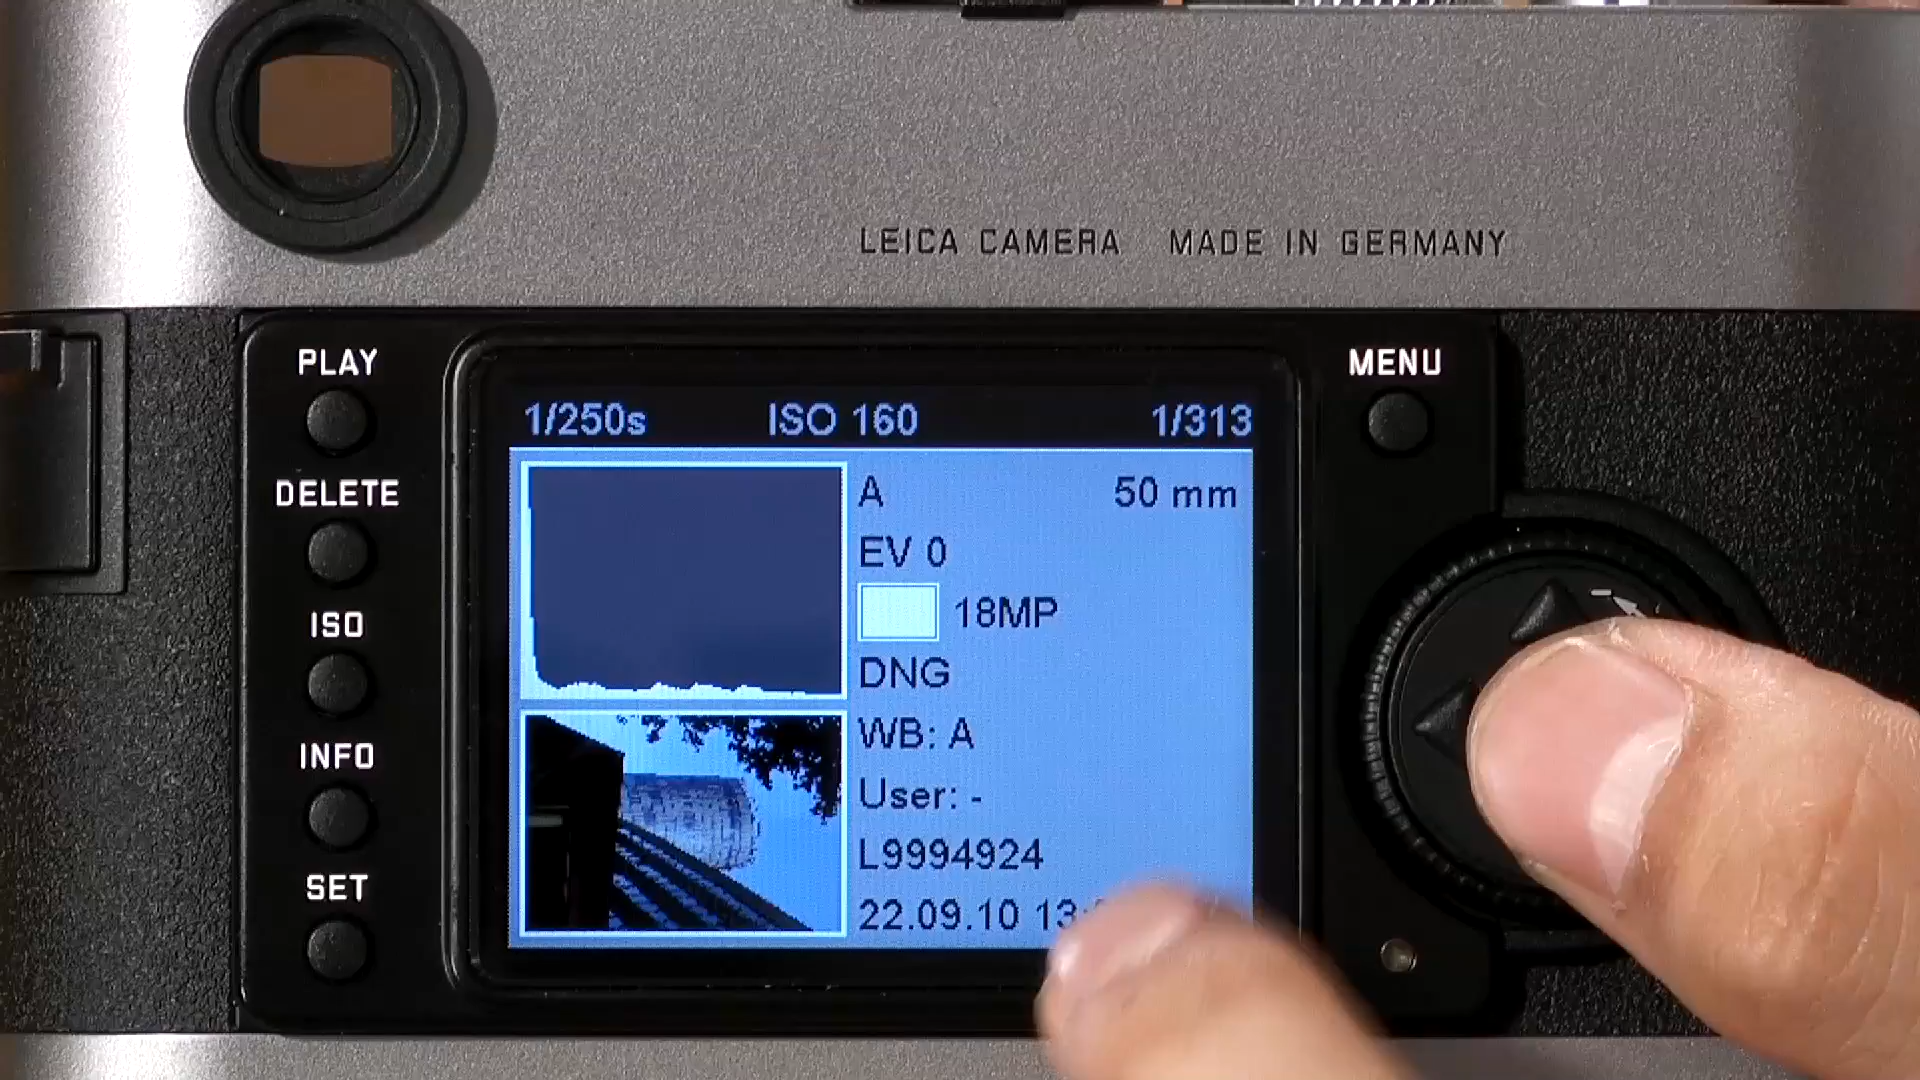 LEICA CAMERA MADE IN GERMANY
PLAY
MENU
DELETE
ISO
INFO
SET
1/250s ISO 160 1/313
A 50 mm
EV 0
18MP
DNG
WB: A
User: -
L9994924
22.09.10